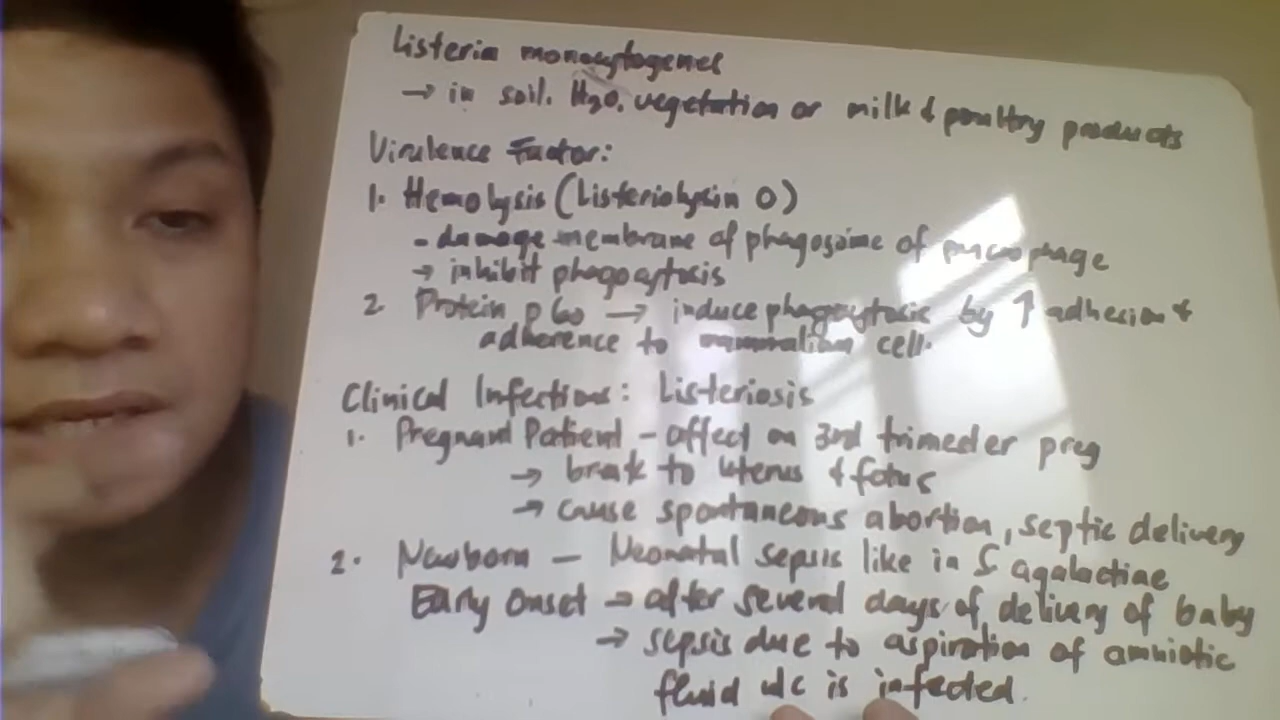 Listeria monocytogenes
→ in soil. H₂O. vegetation or milk & poultry products
Virulence Factor:
1. Hemolysis (Listeriolysin O)
- damage membrane of phagosome of macrophage
→ inhibit phagocytosis
2 Protein p60 → induce phagocytosis by ↑ adhesion &
adherence to mammalian cell.
Clinical Infections: Listeriosis
1. Pregnant Patient - affect on 3rd trimester preg
→ break to uterus & fotus
→ cause spontaneous abortion, septic delivery
2. Newborn - Neonatal sepsis like in S agalactiae
Early Onset → after several days of delivery of baby
→ sepsis due to aspiration of amniotic
fluid w/c is infected.